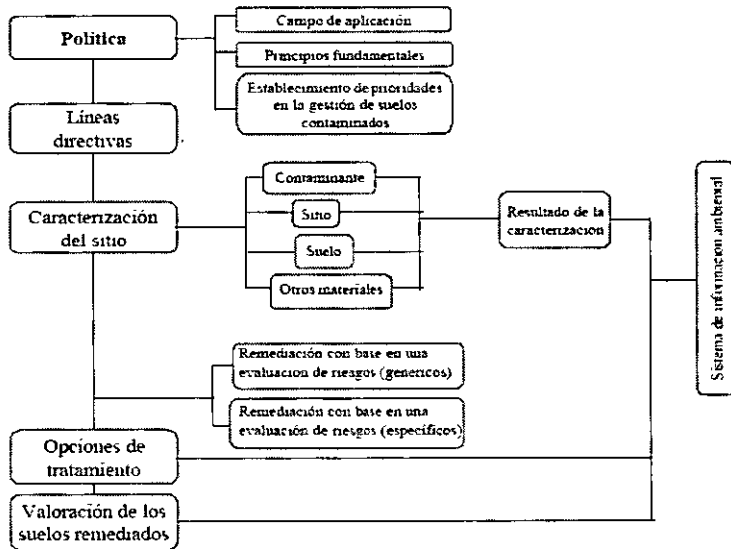 Política
Campo de aplicación
Principios fundamentales
Establecimiento de prioridades
en la gestión de suelos
contaminados
Líneas
directivas
Caracterización
del sitio
Contaminante
Sitio
Suelo
Otros materiales
Resultado de la
caracterización
Sistema de información ambiental
Remediación con base en una
evaluación de riesgos (genéricos)
Remediación con base en una
evaluación de riesgos (específicos)
Opciones de
tratamiento
Valoración de los
suelos remediados